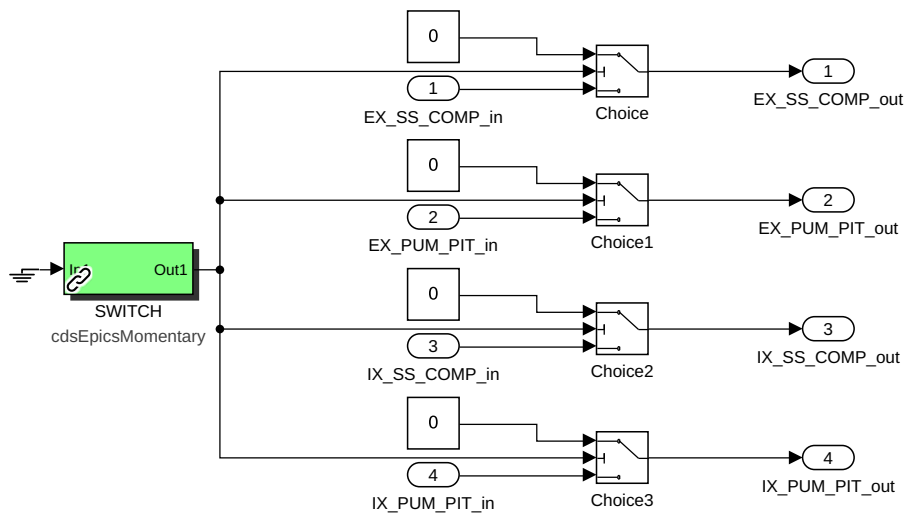 0
1
EX_SS_COMP_in
Choice
1
EX_SS_COMP_out
0
2
EX_PUM_PIT_in
Choice1
2
EX_PUM_PIT_out
Out1
SWITCH
cdsEpicsMomentary
0
3
IX_SS_COMP_in
Choice2
3
IX_SS_COMP_out
0
4
IX_PUM_PIT_in
Choice3
4
IX_PUM_PIT_out